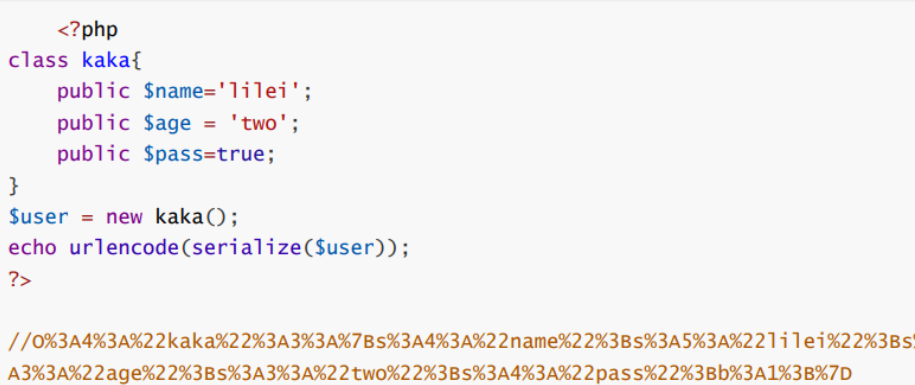 <?php
class kaka{
public $name='lilei';
public $age = 'two';
public $pass=true;
}
$user = new kaka();
echo urlencode(serialize($user));
?>
//O%3A4%3A%22kaka%22%3A3%3A%7Bs%3A4%3A%22name%22%3Bs%3A5%3A%22lilei%22%3Bs%
A3%3A%22age%22%3Bs%3A3%3A%22two%22%3Bs%3A4%3A%22pass%22%3Bb%3A1%3B%7D